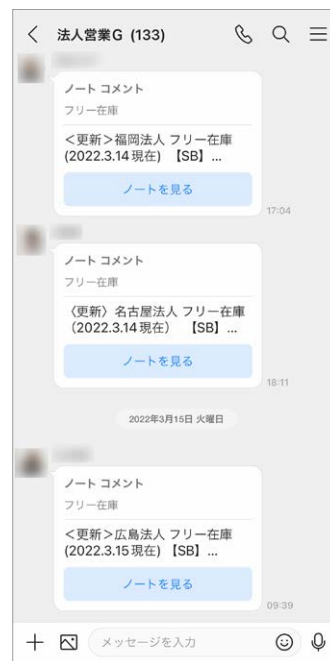 法人営業G (133)
ノート コメント
フリー在庫
＜更新＞福岡法人 フリー在庫
(2022.3.14現在) 【SB】...
ノートを見る
17:04
ノート コメント
フリー在庫
〈更新〉名古屋法人 フリー在庫
（2022.3.14現在） 【SB】...
ノートを見る
18:11
2022年3月15日 火曜日
ノート コメント
フリー在庫
＜更新＞広島法人 フリー在庫
(2022.3.15現在) 【SB】...
ノートを見る
09:39
メッセージを入力